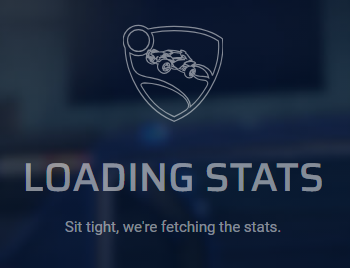 LOADING STATS
Sit tight, we're fetching the stats.